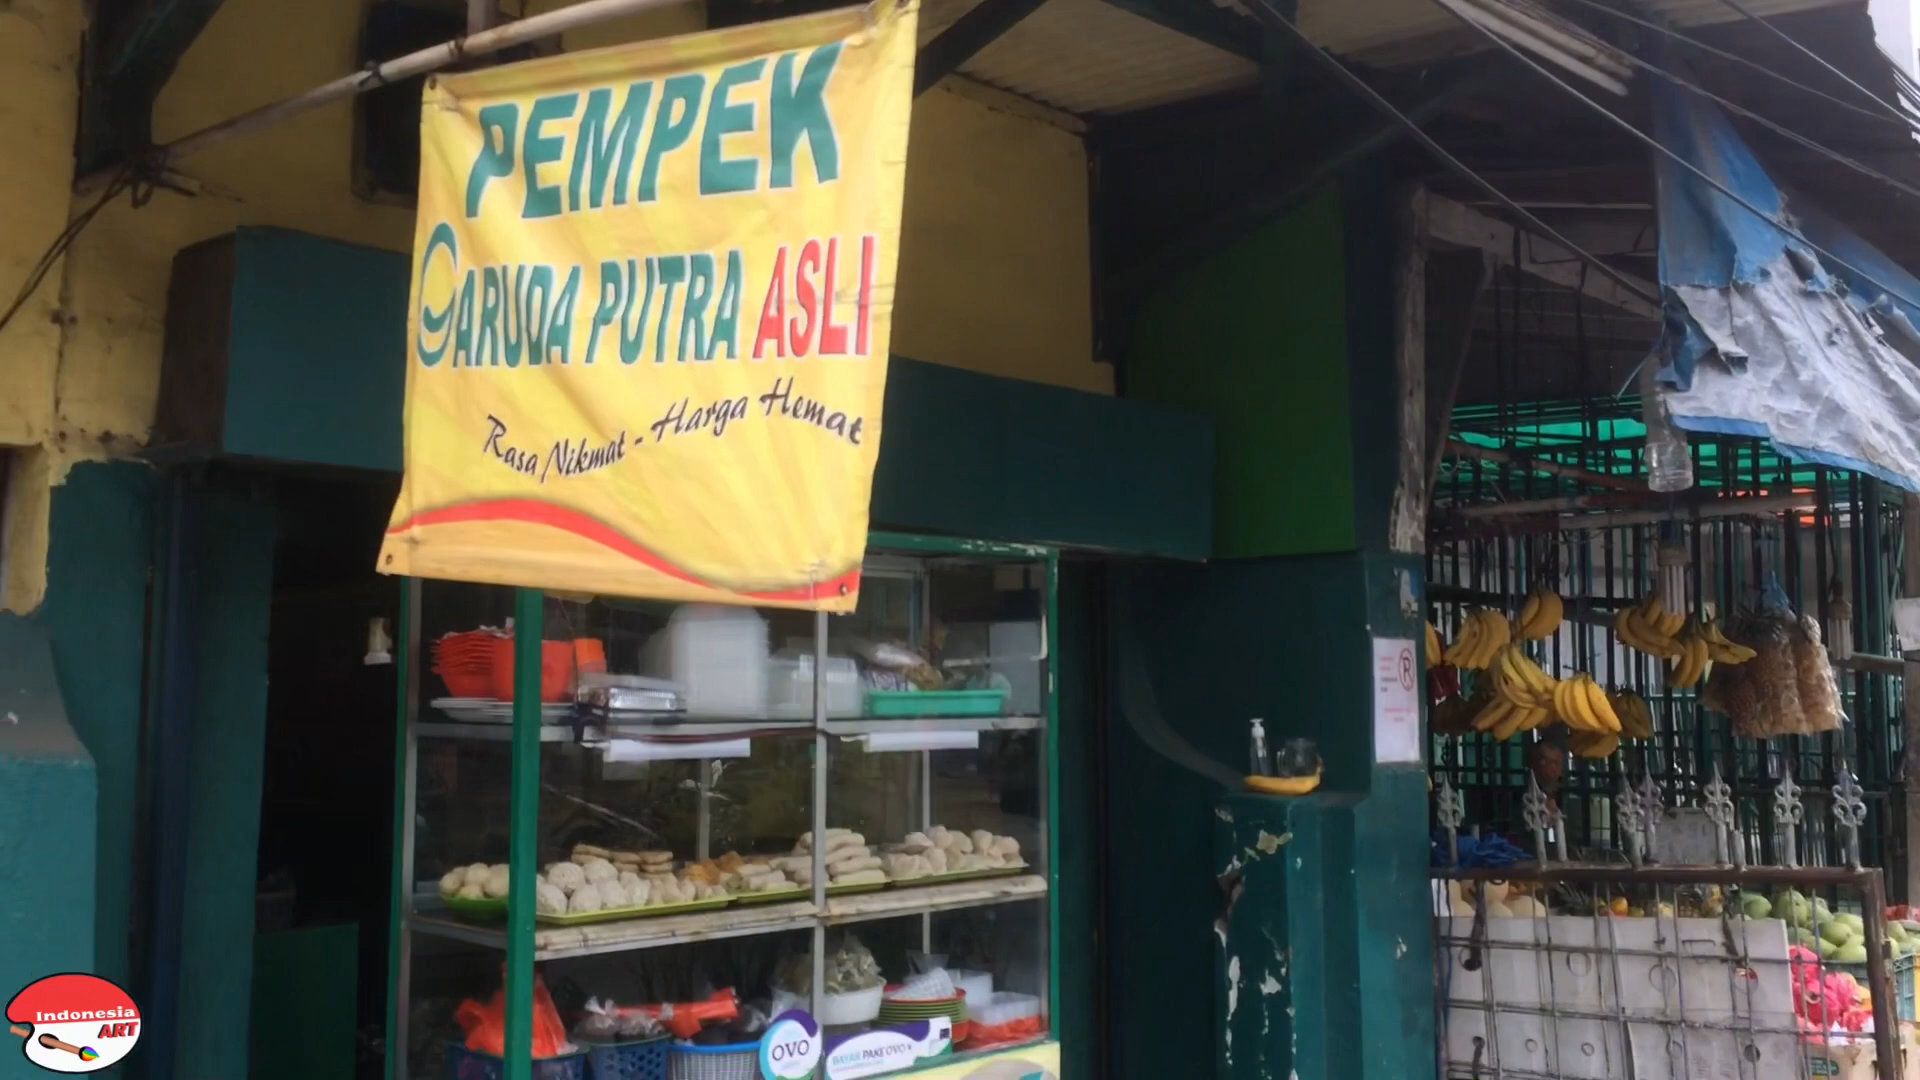 PEMPEK
GARUDA PUTRA ASLI
Rasa Nikmat - Harga Hemat
OVO
BAYAR PAKE OVO
Indonesia
ART